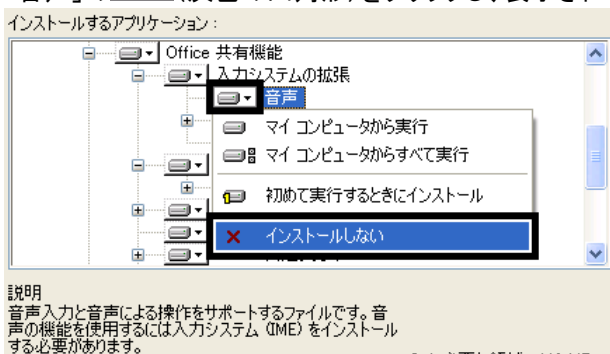 インストールするアプリケーション：
Office 共有機能
入力システムの拡張
音声
マイ コンピュータから実行
マイ コンピュータからすべて実行
初めて実行するときにインストール
インストールしない
説明
音声入力と音声による操作をサポートするファイルです。音
声の機能を使用するには入力システム (IME) をインストール
する必要があります。